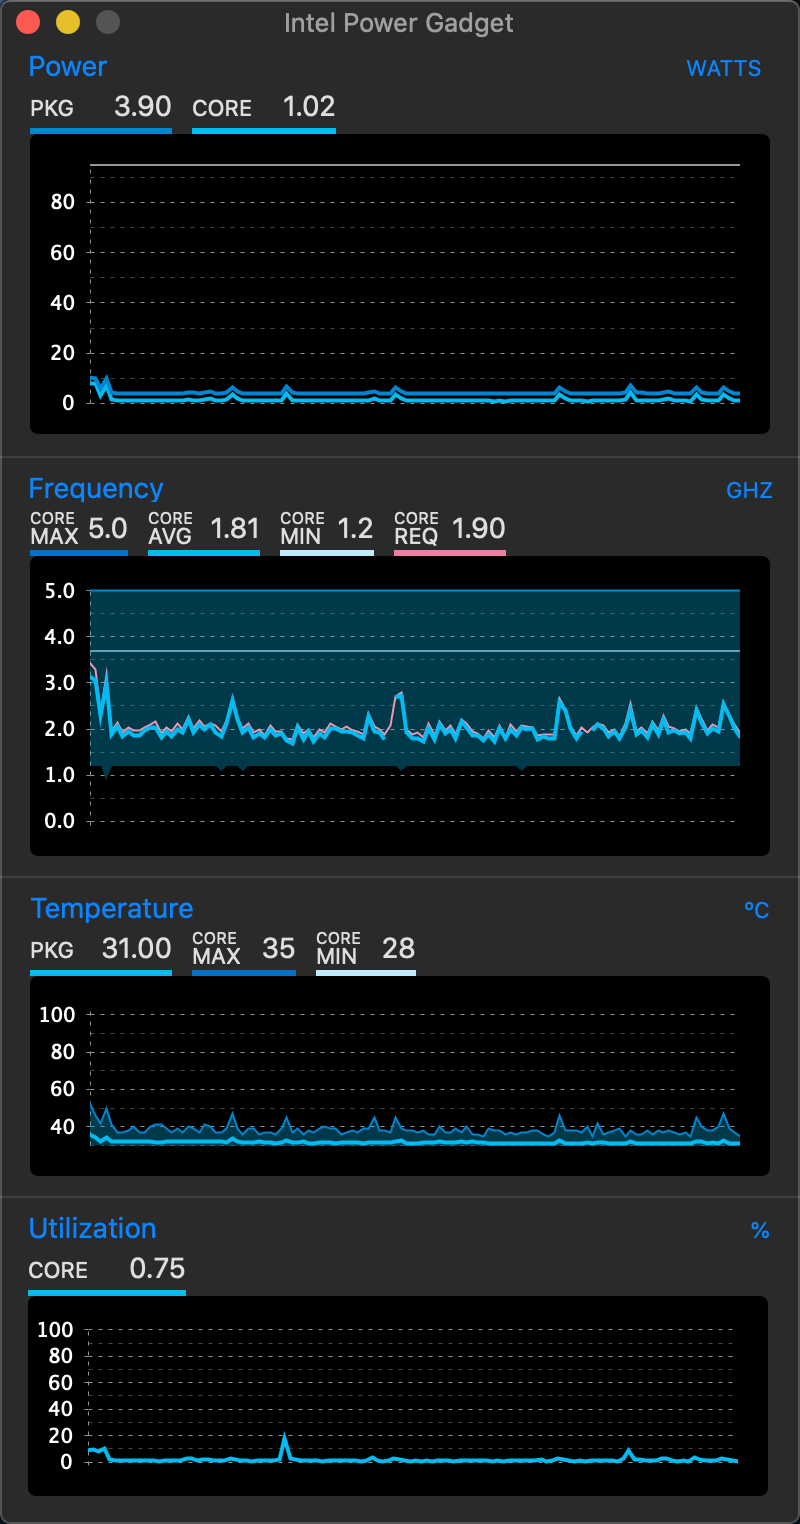 Intel Power Gadget
Power WATTS
PKG 3.90 CORE 1.02
80
60
40
20
0
Frequency GHZ
CORE MAX 5.0 CORE AVG 1.81 CORE MIN 1.2 CORE REQ 1.90
5.0
4.0
3.0
2.0
1.0
0.0
Temperature ºC
PKG 31.00 CORE MAX 35 CORE MIN 28
100
80
60
40
Utilization %
CORE 0.75
100
80
60
40
20
0